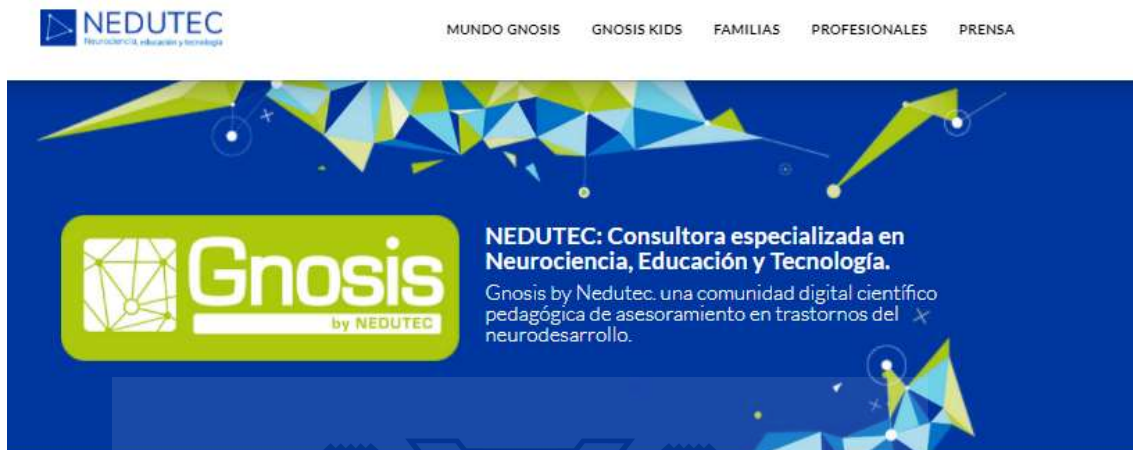 NEDUTEC
Neurociencia, educación y tecnología
MUNDO GNOSIS
GNOSIS KIDS
FAMILIAS
PROFESIONALES
PRENSA
Gnosis
by NEDUTEC
NEDUTEC: Consultora especializada en
Neurociencia, Educación y Tecnología.
Gnosis by Nedutec. una comunidad digital científico
pedagógica de asesoramiento en trastornos del
neurodesarrollo.